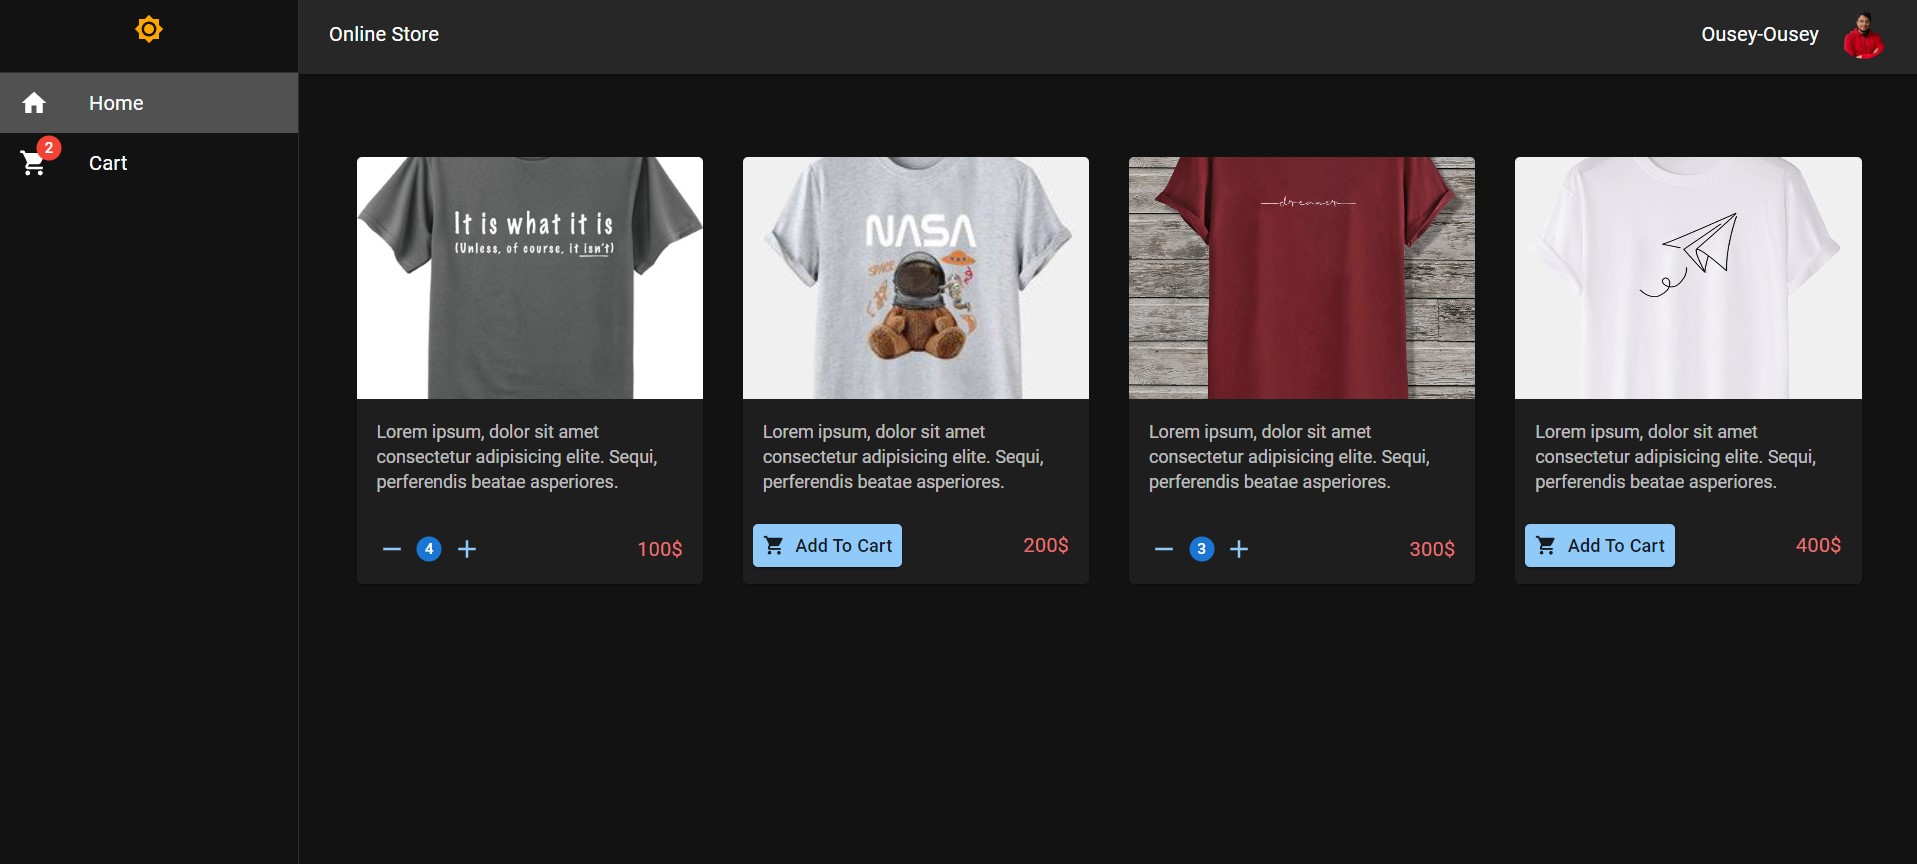 Online Store
Ousey-Ousey
Home
2
Cart
It is what it is
(Unless, of course, it isn't)
NASA
SPACE
dreamer
Lorem ipsum, dolor sit amet
consectetur adipisicing elite. Sequi,
perferendis beatae asperiores.
4
100$
Lorem ipsum, dolor sit amet
consectetur adipisicing elite. Sequi,
perferendis beatae asperiores.
Add To Cart
200$
Lorem ipsum, dolor sit amet
consectetur adipisicing elite. Sequi,
perferendis beatae asperiores.
3
300$
Lorem ipsum, dolor sit amet
consectetur adipisicing elite. Sequi,
perferendis beatae asperiores.
Add To Cart
400$